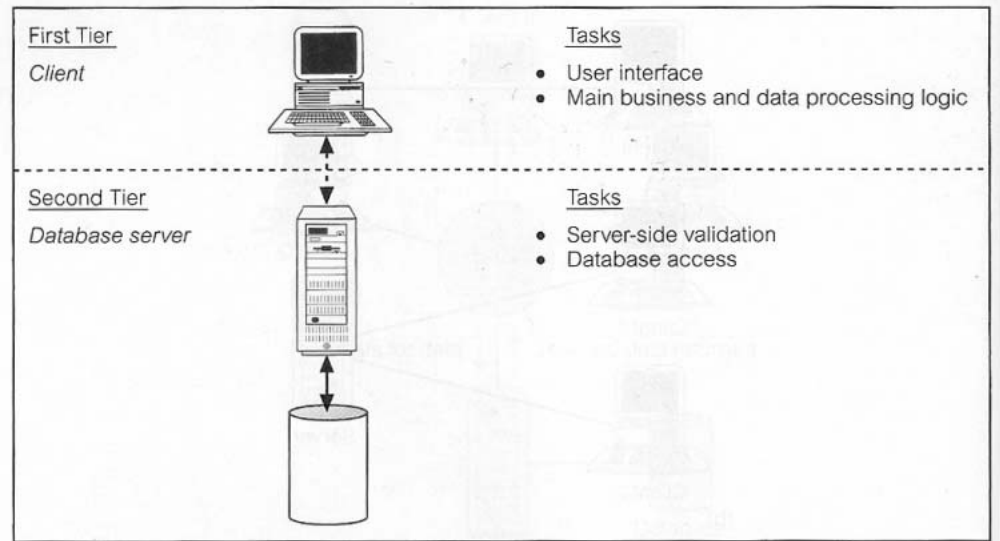 First Tier
Client
Tasks
• User interface
• Main business and data processing logic
Second Tier
Database server
Tasks
• Server-side validation
• Database access